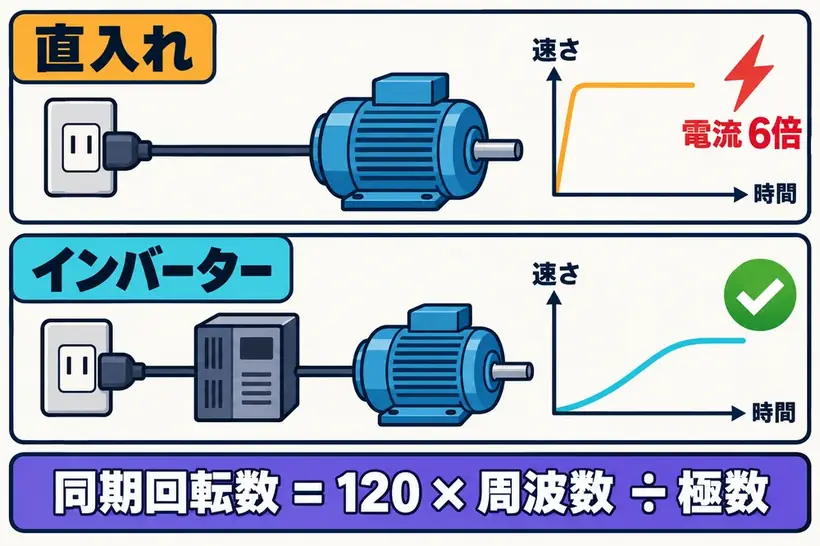 直入れ
速さ
電流6倍
時間
インバーター
速さ
時間
同期回転数 = 120 × 周波数 ÷ 極数